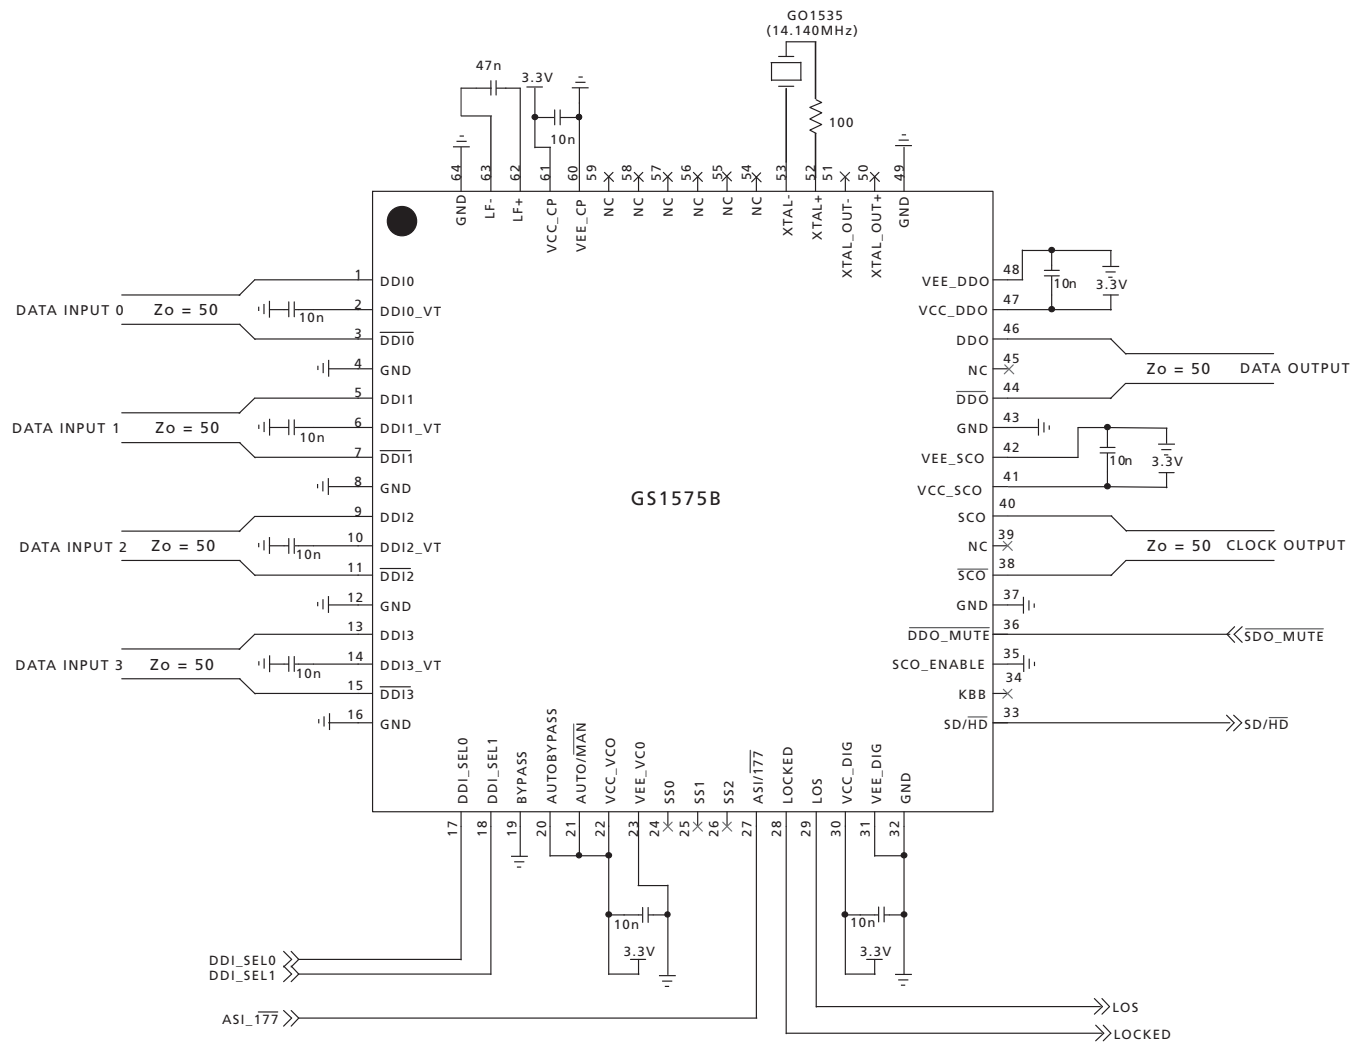 GO1535
(14.140MHz)
47n
3.3V
10n
100
64 63 62 61 60 59 58 57 56 55 54 53 52 51 50 49
GND LF- LF+ VCC_CP VEE_CP NC NC NC NC NC NC XTAL- XTAL+ XTAL_OUT- XTAL_OUT+ GND
DATA INPUT 0 Zo = 50
1 DDI0
10n 2 DDI0_VT
3 DDI0
4 GND
DATA INPUT 1 Zo = 50
5 DDI1
10n 6 DDI1_VT
7 DDI1
8 GND
DATA INPUT 2 Zo = 50
9 DDI2
10n 10 DDI2_VT
11 DDI2
12 GND
DATA INPUT 3 Zo = 50
13 DDI3
10n 14 DDI3_VT
15 DDI3
16 GND
GS1575B
VEE_DDO 48
10n 3.3V
VCC_DDO 47
DDO 46
NC 45
Zo = 50 DATA OUTPUT
DDO 44
GND 43
VEE_SCO 42
10n 3.3V
VCC_SCO 41
SCO 40
NC 39
Zo = 50 CLOCK OUTPUT
SCO 38
GND 37
DDO_MUTE 36 SDO_MUTE
SCO_ENABLE 35
KBB 34
SD/HD 33 SD/HD
DDI_SEL0 DDI_SEL1 BYPASS AUTOBYPASS AUTO/MAN VCC_VCO VEE_VC0 SS0 SS1 SS2 ASI/177 LOCKED LOS VCC_DIG VEE_DIG GND
17 18 19 20 21 22 23 24 25 26 27 28 29 30 31 32
10n 10n
3.3V 3.3V
DDI_SEL0
DDI_SEL1
ASI_177
LOS
LOCKED